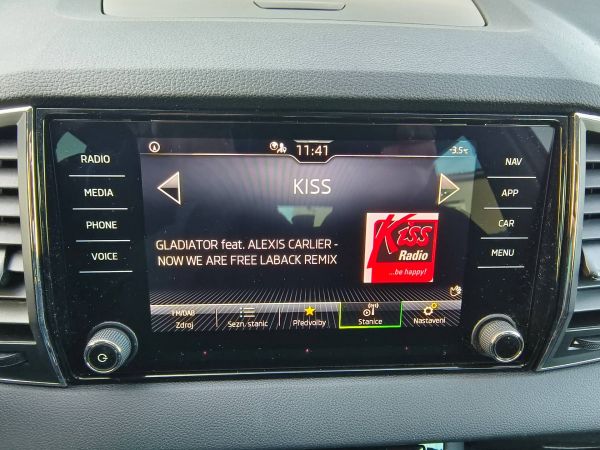 RADIO
MEDIA
PHONE
VOICE
11:41
-3.5°C
KISS
GLADIATOR feat. ALEXIS CARLIER -
NOW WE ARE FREE LABACK REMIX
Kiss
Radio
...be happy!
FM/DAB
Zdroj
Sezn. stanic
Předvolby
Stanice
Nastavení
NAV
APP
CAR
MENU